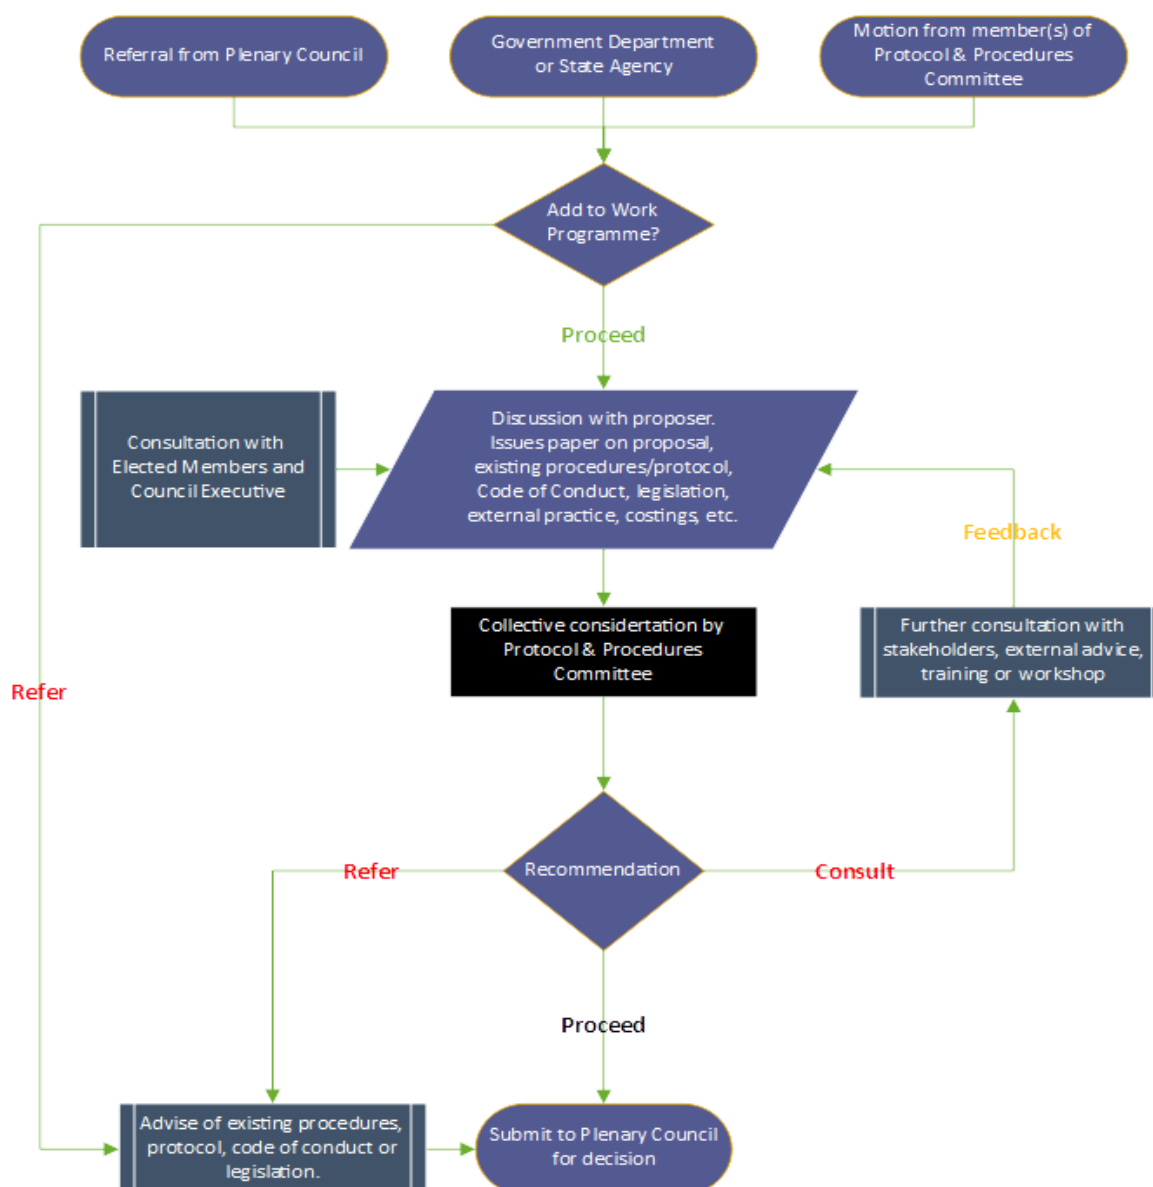 Referral from Plenary Council
Government Department
or State Agency
Motion from member(s) of
Protocol & Procedures
Committee
Add to Work
Programme?
Proceed
Consultation with
Elected Members and
Council Executive
Discussion with proposer.
Issues paper on proposal,
existing procedures/protocol,
Code of Conduct, legislation,
external practice, costings, etc.
Feedback
Collective considertation by
Protocol & Procedures
Committee
Further consultation with
stakeholders, external advice,
training or workshop
Refer
Refer
Recommendation
Consult
Proceed
Advise of existing procedures,
protocol, code of conduct or
legislation.
Submit to Plenary Council
for decision